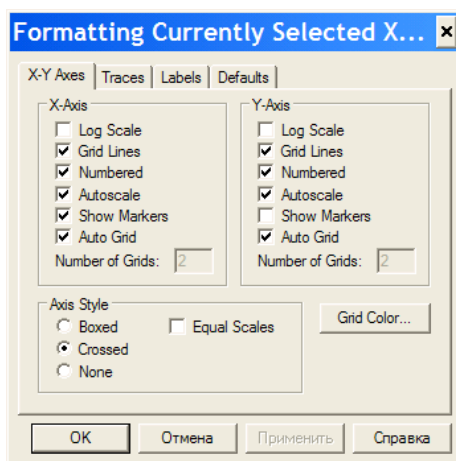 Formatting Currently Selected X...
X-Y Axes Traces Labels Defaults
X-Axis
Log Scale
Grid Lines
Numbered
Autoscale
Show Markers
Auto Grid
Number of Grids: 2
Y-Axis
Log Scale
Grid Lines
Numbered
Autoscale
Show Markers
Auto Grid
Number of Grids: 2
Axis Style
Boxed
Equal Scales
Crossed
None
Grid Color...
OK Отмена Применить Справка